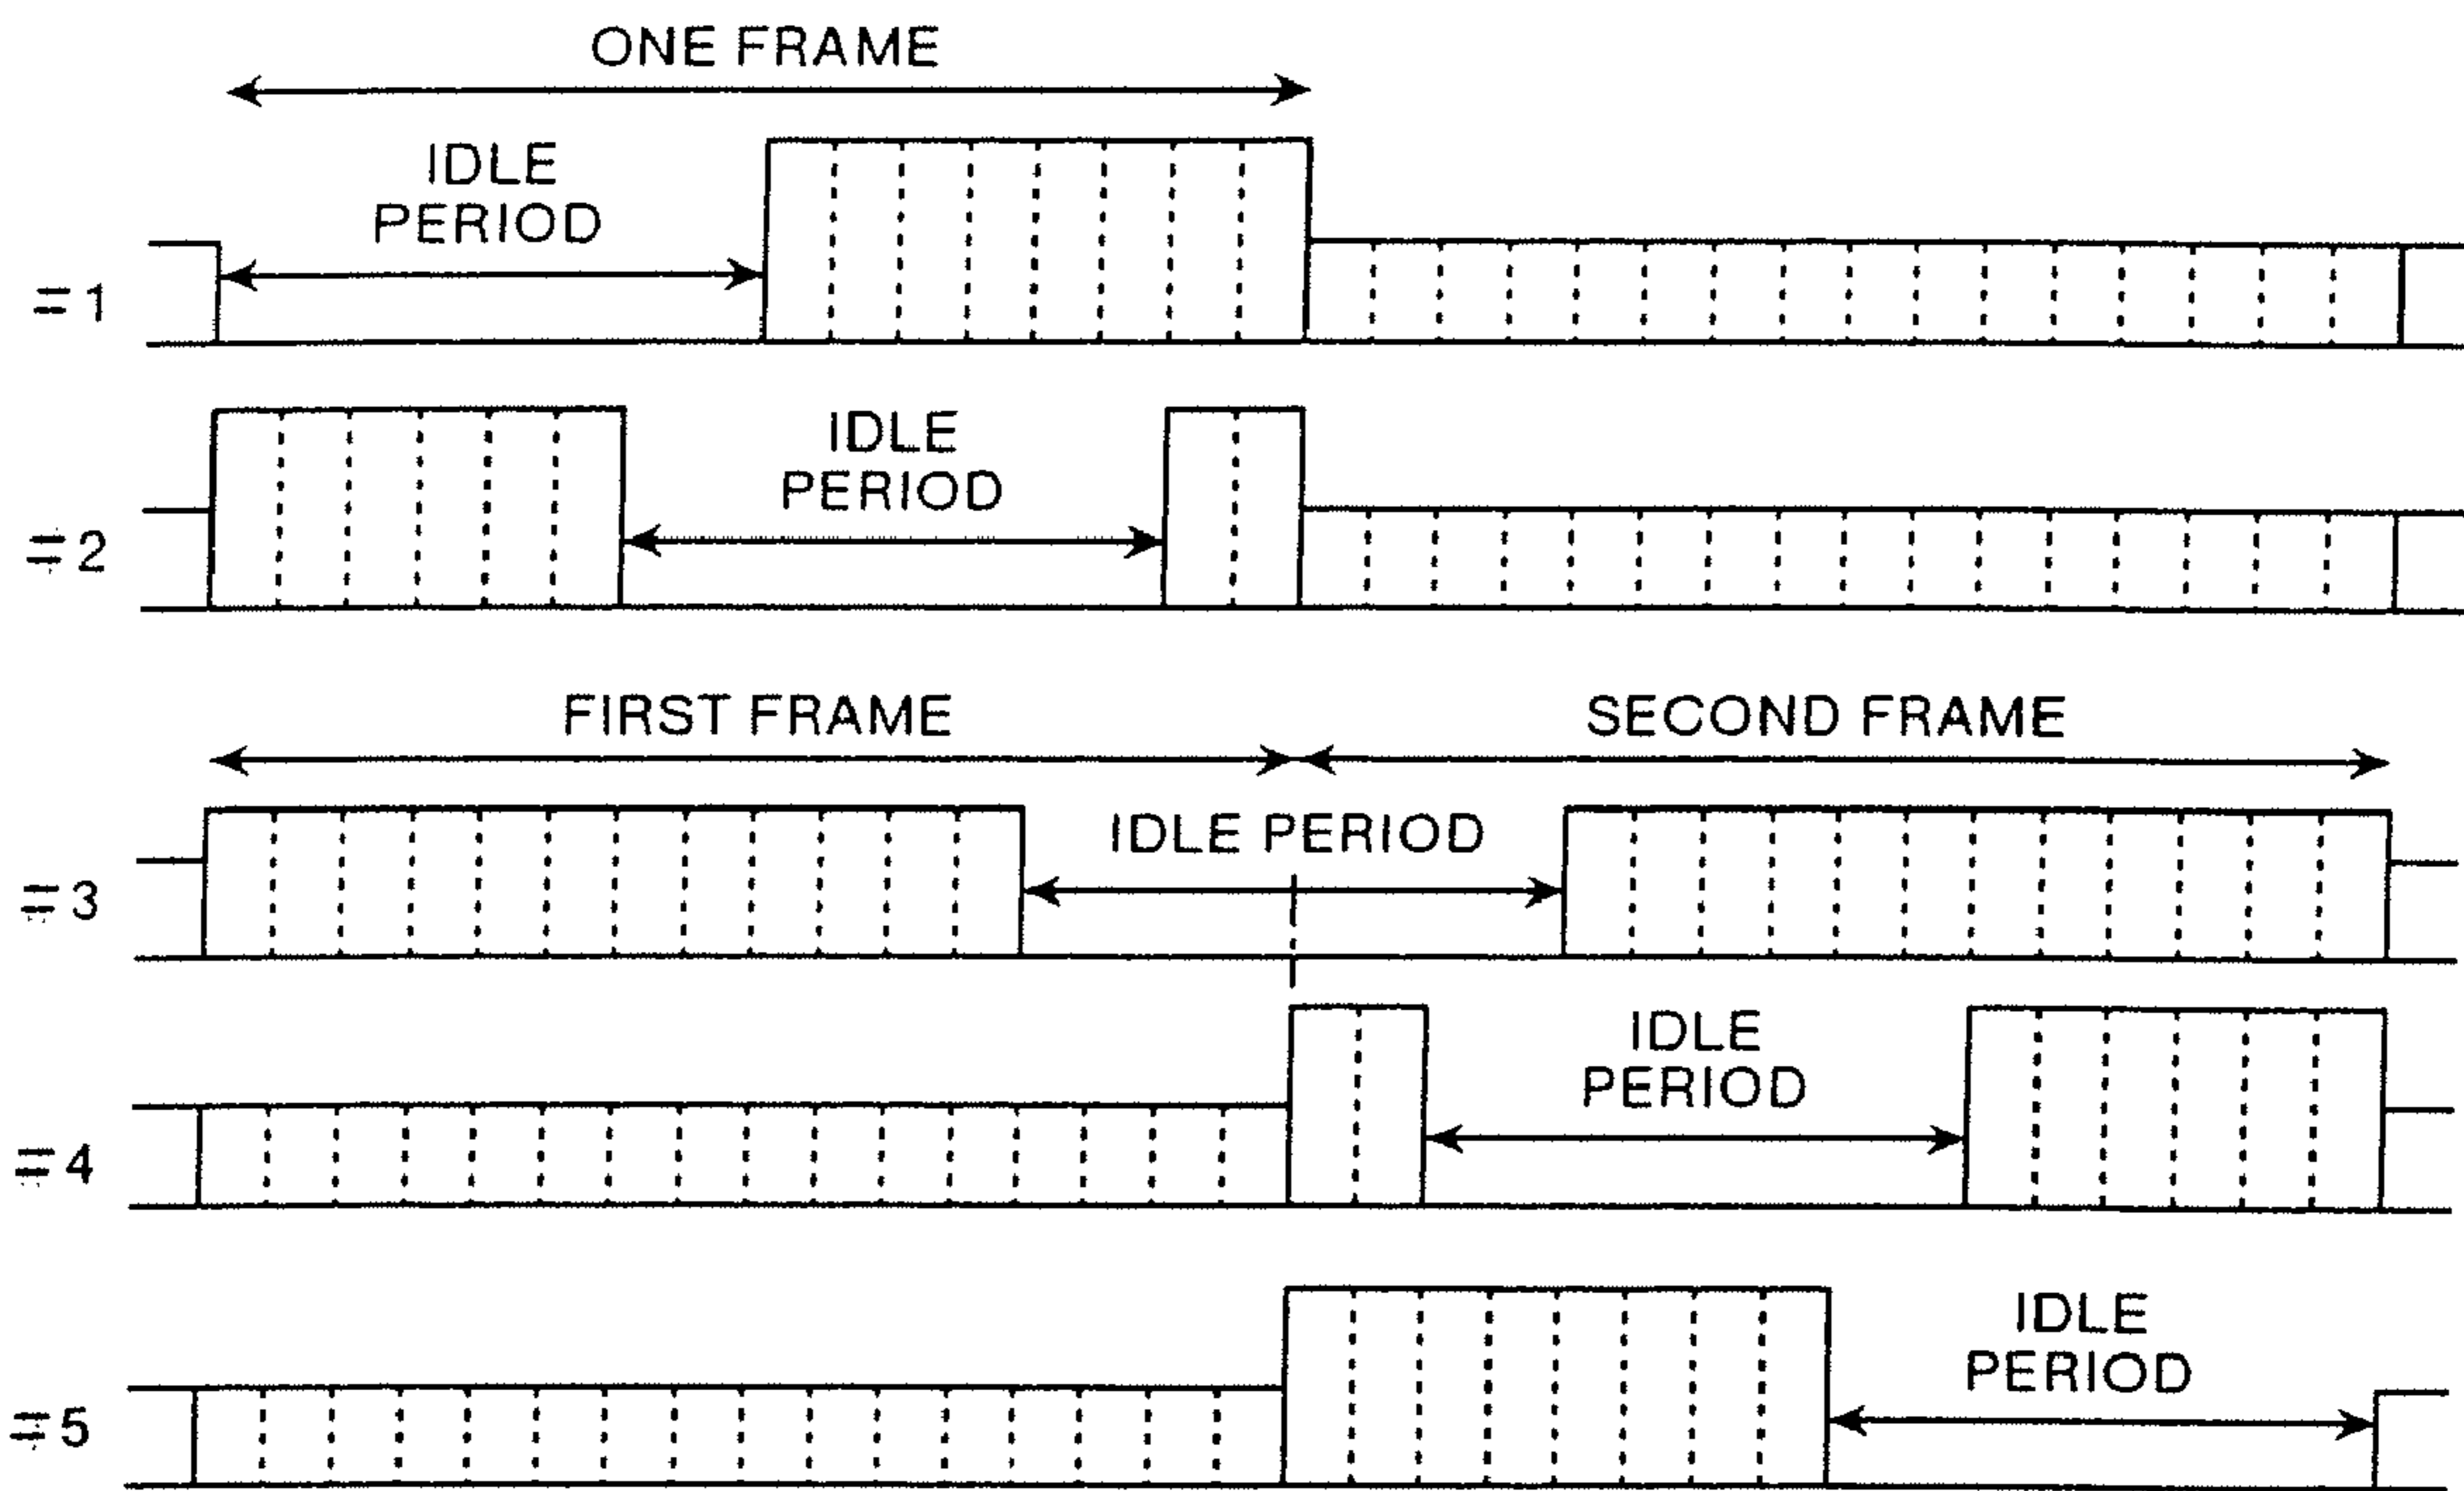 ONE FRAME
IDLE
PERIOD
=1
IDLE
PERIOD
=2
FIRST FRAME
SECOND FRAME
IDLE PERIOD
=3
IDLE
PERIOD
=4
IDLE
PERIOD
=5